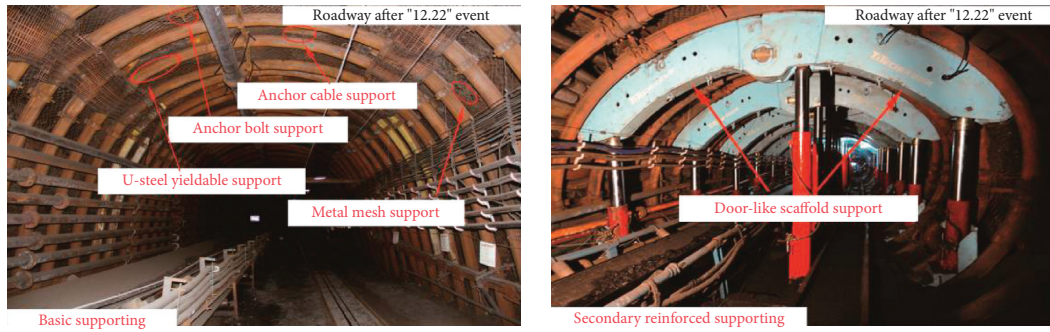 Roadway after "12.22" event
Anchor cable support
Anchor bolt support
U-steel yieldable support
Metal mesh support
Basic supporting
Roadway after "12.22" event
Door-like scaffold support
Secondary reinforced supporting